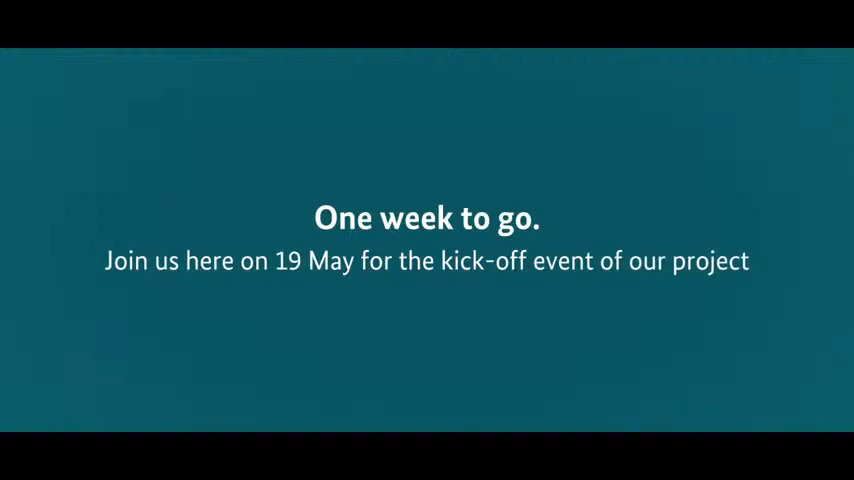 One week to go.
Join us here on 19 May for the kick-off event of our project